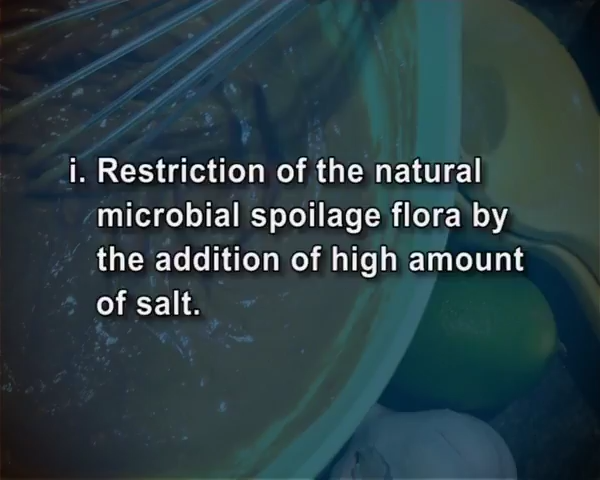 i. Restriction of the natural
microbial spoilage flora by
the addition of high amount
of salt.